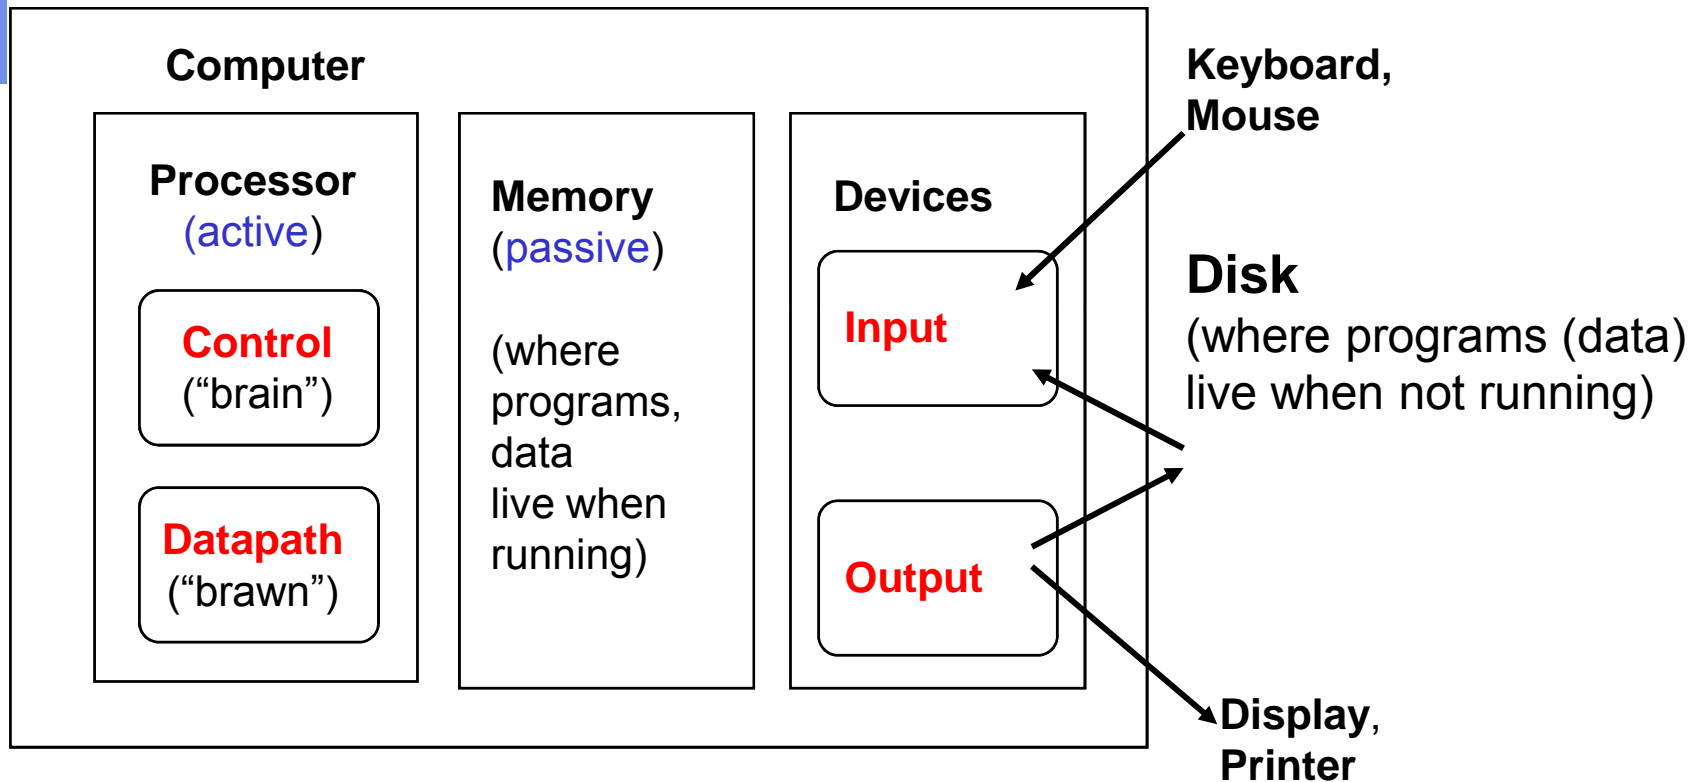 Computer
Processor
(active)
Control
(“brain”)
Datapath
(“brawn”)
Memory
(passive)
(where
programs,
data
live when
running)
Devices
Input
Output
Keyboard,
Mouse
Disk
(where programs (data)
live when not running)
Display,
Printer